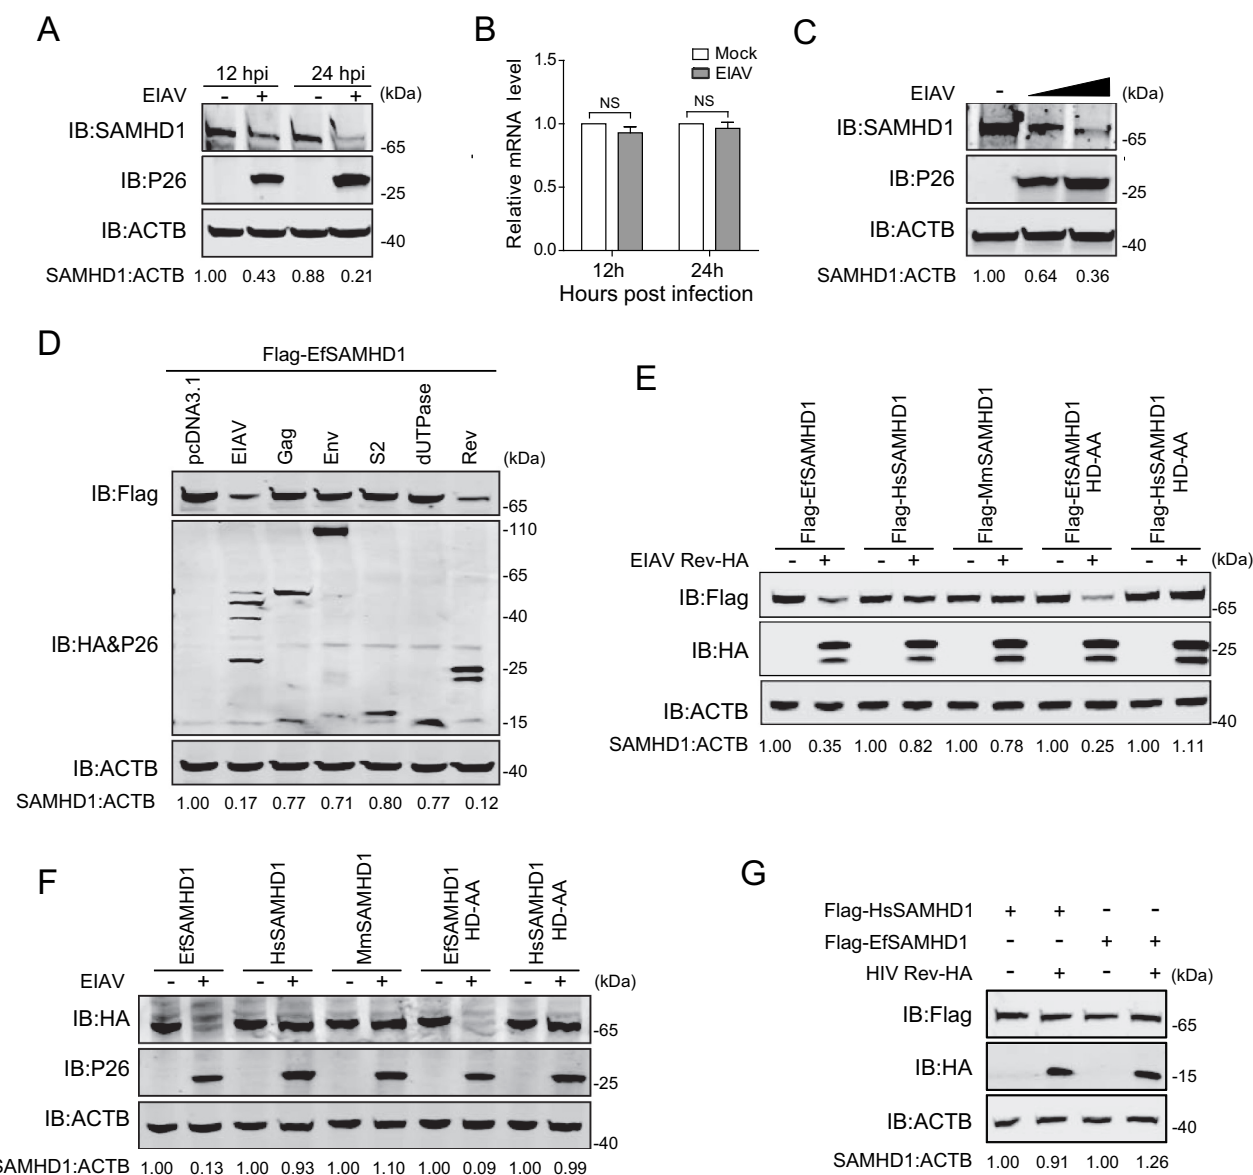 A
12 hpi 24 hpi
EIAV - + - + (kDa)
IB:SAMHD1
-65
IB:P26
-25
IB:ACTB
-40
SAMHD1:ACTB 1.00 0.43 0.88 0.21
B
Relative mRNA level
1.5
1.0
0.5
0.0
Mock
EIAV
NS NS
12h 24h
Hours post infection
C
EIAV - (kDa)
IB:SAMHD1
-65
IB:P26
-25
IB:ACTB
-40
SAMHD1:ACTB 1.00 0.64 0.36
D
Flag-EfSAMHD1
pcDNA3.1 EIAV Gag Env S2 dUTPase Rev (kDa)
IB:Flag
-65
-110
-65
-40
IB:HA&P26
-25
-15
IB:ACTB -40
SAMHD1:ACTB 1.00 0.17 0.77 0.71 0.80 0.77 0.12
E
Flag-EfSAMHD1
Flag-HsSAMHD1
Flag-MmSAMHD1
Flag-EfSAMHD1
HD-AA
Flag-HsSAMHD1
HD-AA
EIAV Rev-HA - + - + - + - + - + (kDa)
IB:Flag
-65
IB:HA -25
IB:ACTB
-40
SAMHD1:ACTB 1.00 0.35 1.00 0.82 1.00 0.78 1.00 0.25 1.00 1.11
F
EfSAMHD1
HsSAMHD1
MmSAMHD1
EfSAMHD1
HD-AA
HsSAMHD1
HD-AA
EIAV - + - + - + - + - + (kDa)
IB:HA
-65
IB:P26
-25
IB:ACTB
-40
SAMHD1:ACTB 1.00 0.13 1.00 0.93 1.00 1.10 1.00 0.09 1.00 0.99
G
Flag-HsSAMHD1 + + - -
Flag-EfSAMHD1 - - + +
HIV Rev-HA - + - + (kDa)
IB:Flag
-65
IB:HA
-15
IB:ACTB -40
SAMHD1:ACTB 1.00 0.91 1.00 1.26